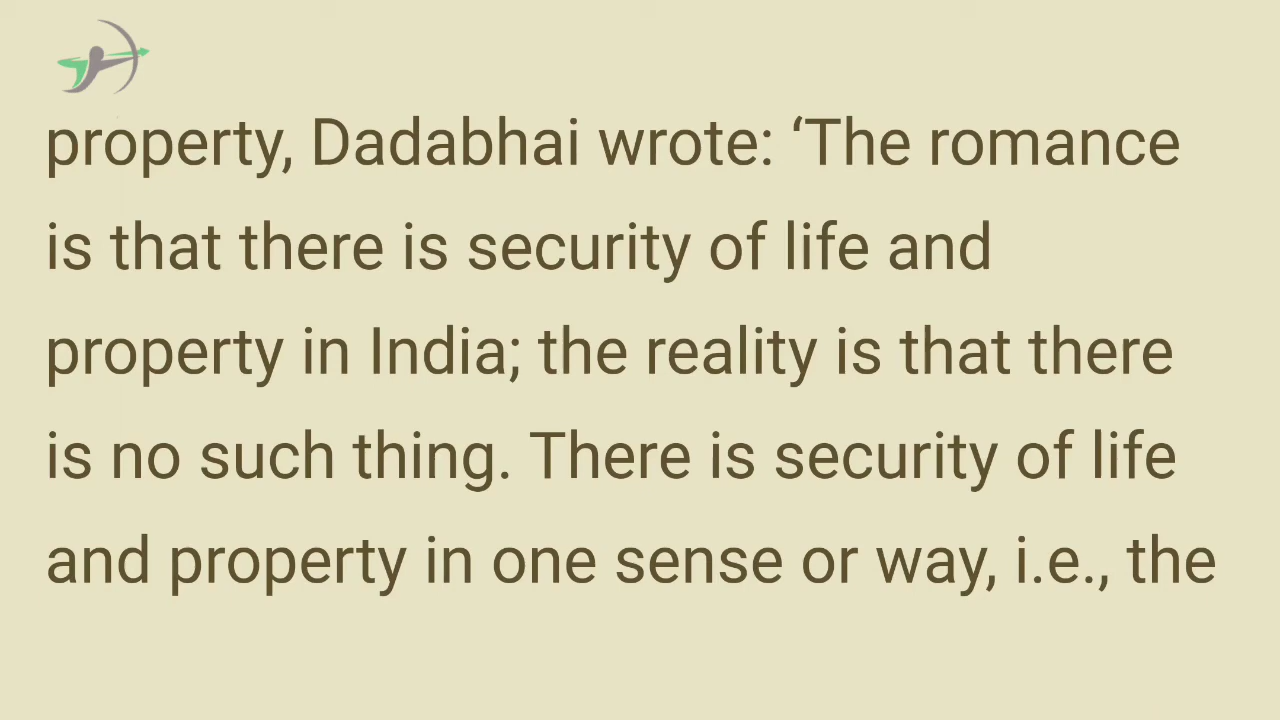 property, Dadabhai wrote: ‘The romance
is that there is security of life and
property in India; the reality is that there
is no such thing. There is security of life
and property in one sense or way, i.e., the